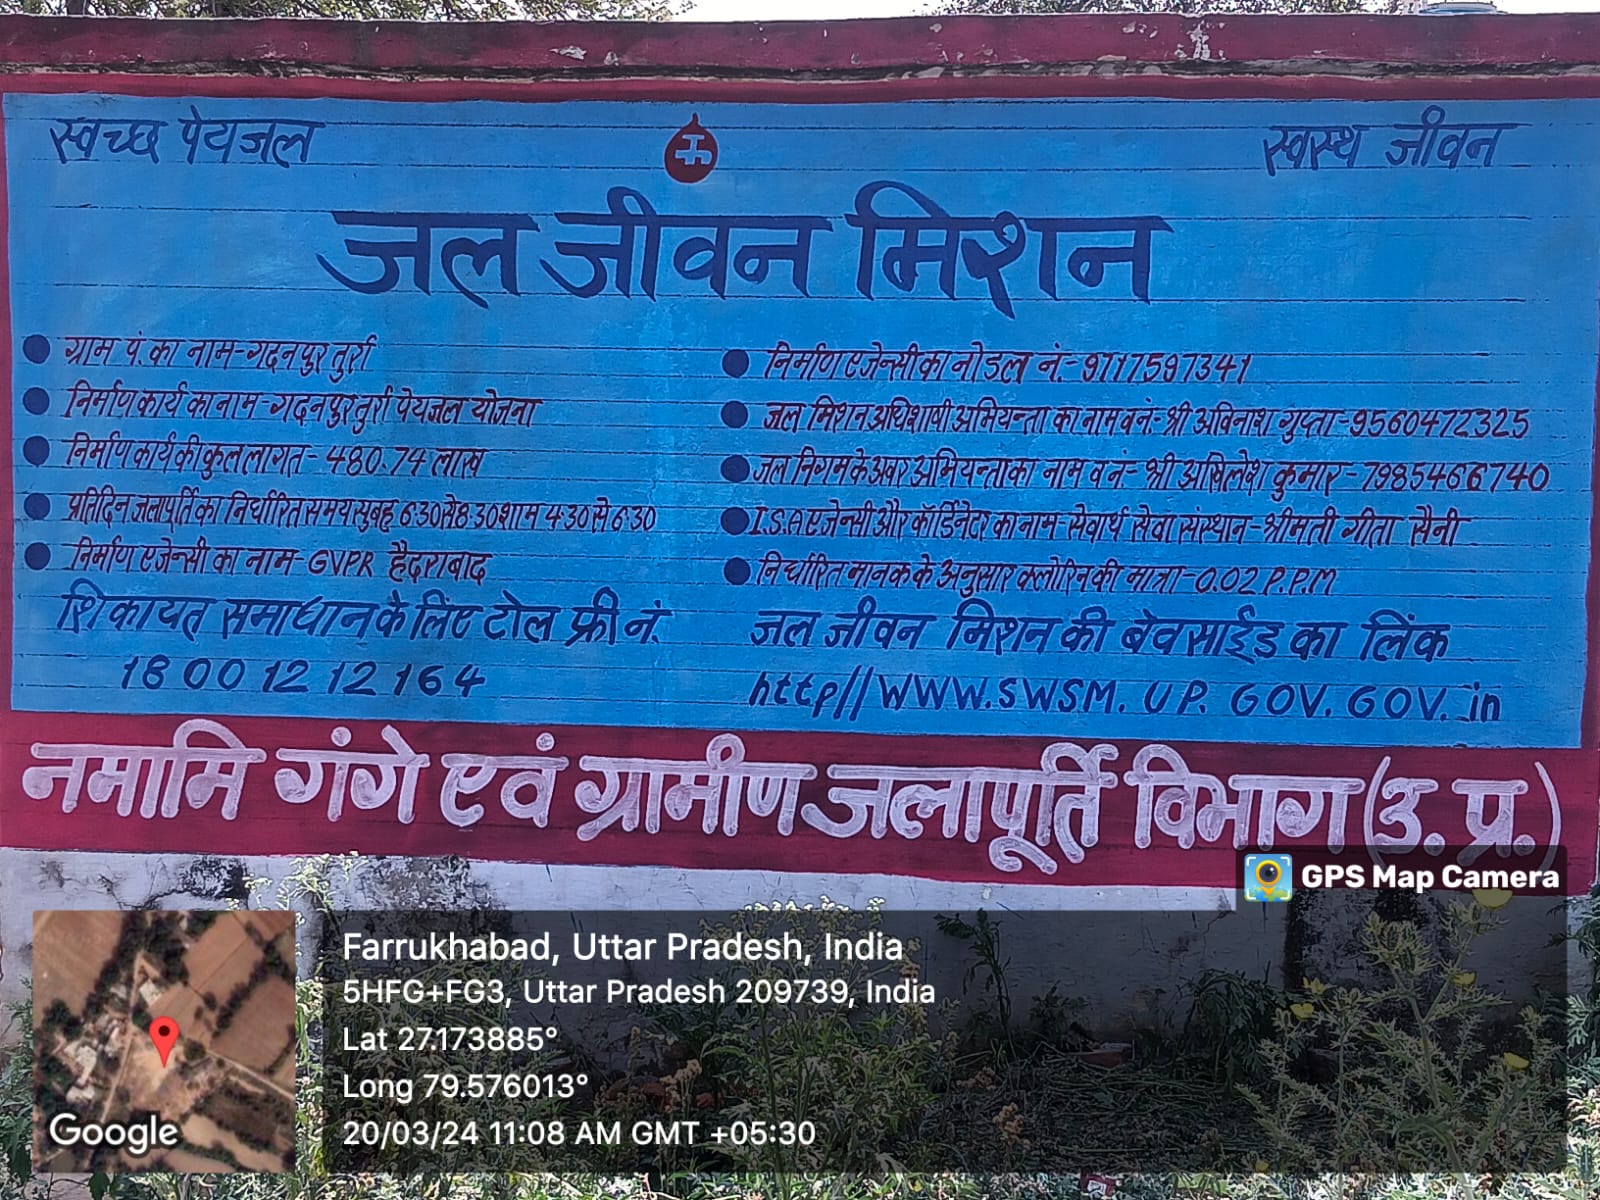 स्वच्छ पेयजल
स्वस्थ जीवन
जल जीवन मिशन
ग्राम पं. का नाम-गदनपुर तुर्रा
निर्माण कार्य का नाम-गदनपुर तुर्रा पेयजल योजना
निर्माण कार्य की कुल लागत-480.74 लाख
प्रतिदिन जलापूर्ति का निर्धारित समय सुबह 6:30 से 8:30 शाम 4:30 से 6:30
निर्माण एजेन्सी का नाम-GVPR हैदराबाद
शिकायत समाधान के लिए टोल फ्री नं.
18 00 12 12 164
निर्माण एजेन्सी का नोडल नं.-9717597341
जल मिशन अधिशाषी अभियन्ता का नाम व नं.-श्री अविनाश गुप्ता-9560472325
जल निगम के अवर अभियन्ता का नाम व नं-श्री अखिलेश कुमार-7985466740
I.S.A एजेन्सी और कॉर्डिनेटर का नाम-सेवार्थ सेवा संस्थान-श्रीमती गीता सैनी
निर्धारित मानक के अनुसार क्लोरिन की मात्रा-0.02 P.P.M
जल जीवन मिशन की बेवसाईड का लिंक
http//WWW.SWSM.UP.GOV.GOV.in
नमामि गंगे एवं ग्रामीण जलापूर्ति विभाग (उ.प्र.)
GPS Map Camera
Farrukhabad, Uttar Pradesh, India
5HFG+FG3, Uttar Pradesh 209739, India
Lat 27.173885°
Long 79.576013°
20/03/24 11:08 AM GMT +05:30
Google